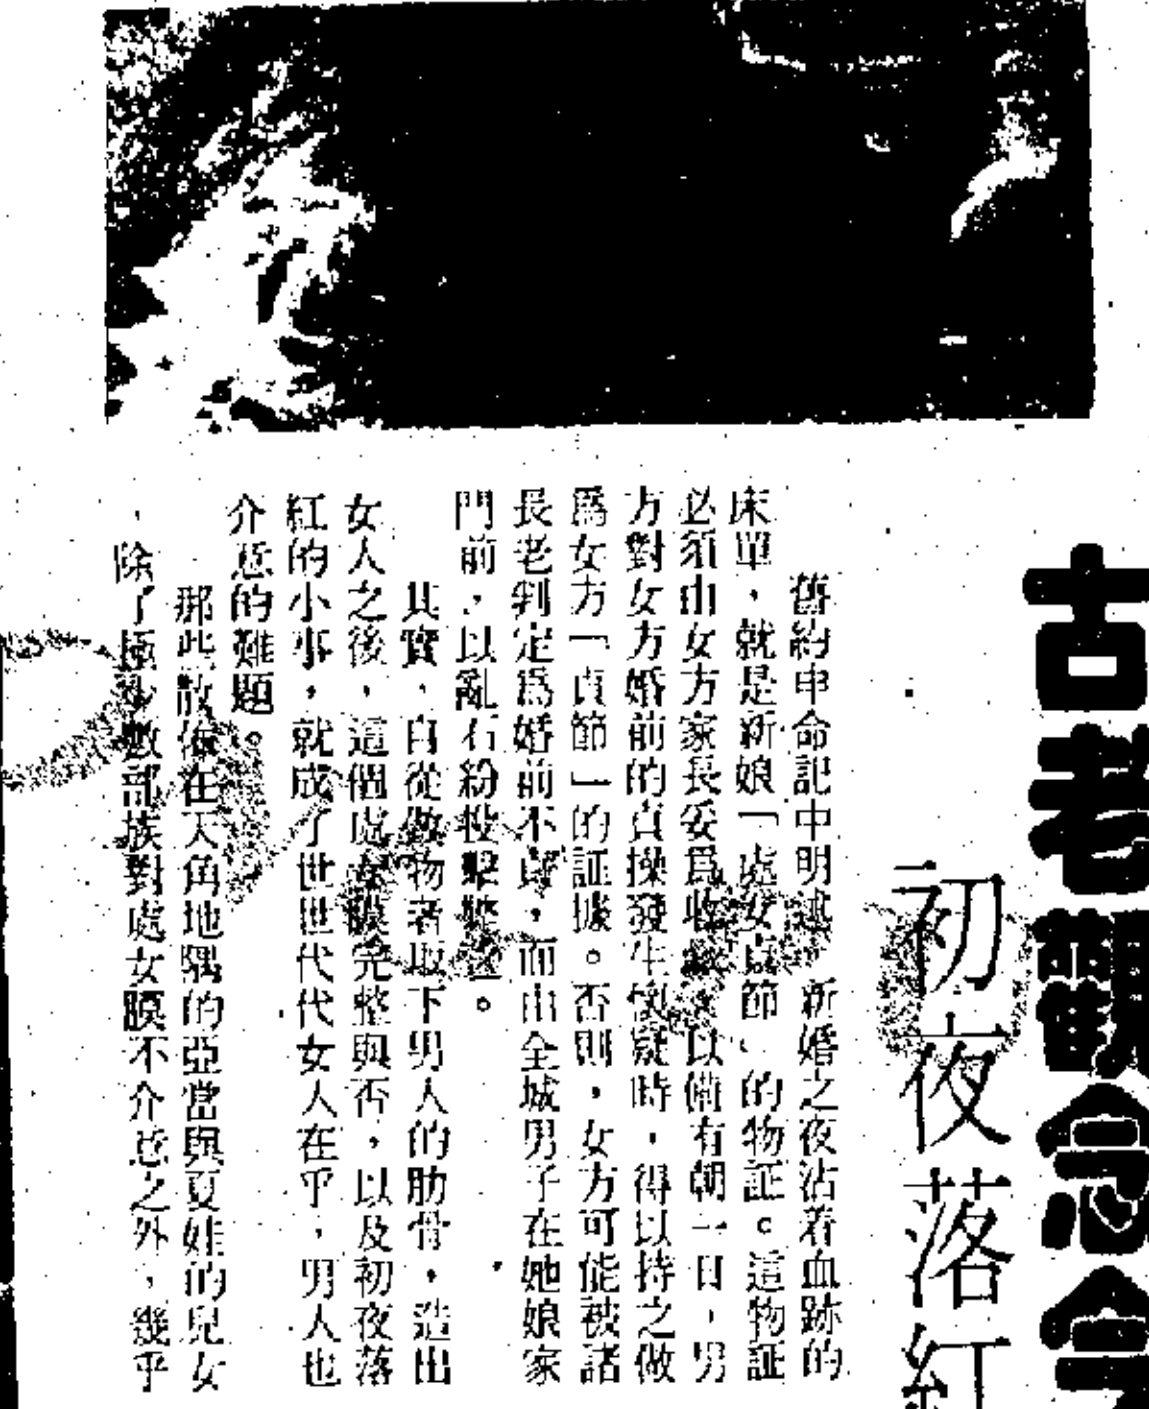 古老觀念
初夜落紅
舊約申命記中明述，新婚之夜沾着血跡的
床單，就是新娘「處女貞節」的物証。這物証
必須由女方家長妥爲收藏，以備有朝一日，男
方對女方婚前的貞操發生懷疑時，得以持之做
爲女方「貞節」的証據。否則，女方可能被諸
長老判定爲婚前不貞，而由全城男子在她娘家
門前，以亂石紛投擊斃之。
其實，自從做物者取下男人的肋骨，造出
女人之後，這個處女膜完整與否，以及初夜落
紅的小事，就成了世世代代女人在乎，男人也
介意的難題。
那些散佈在天角地隅的亞當與夏娃的兒女
，除了極少數部族對處女膜不介意之外，幾乎